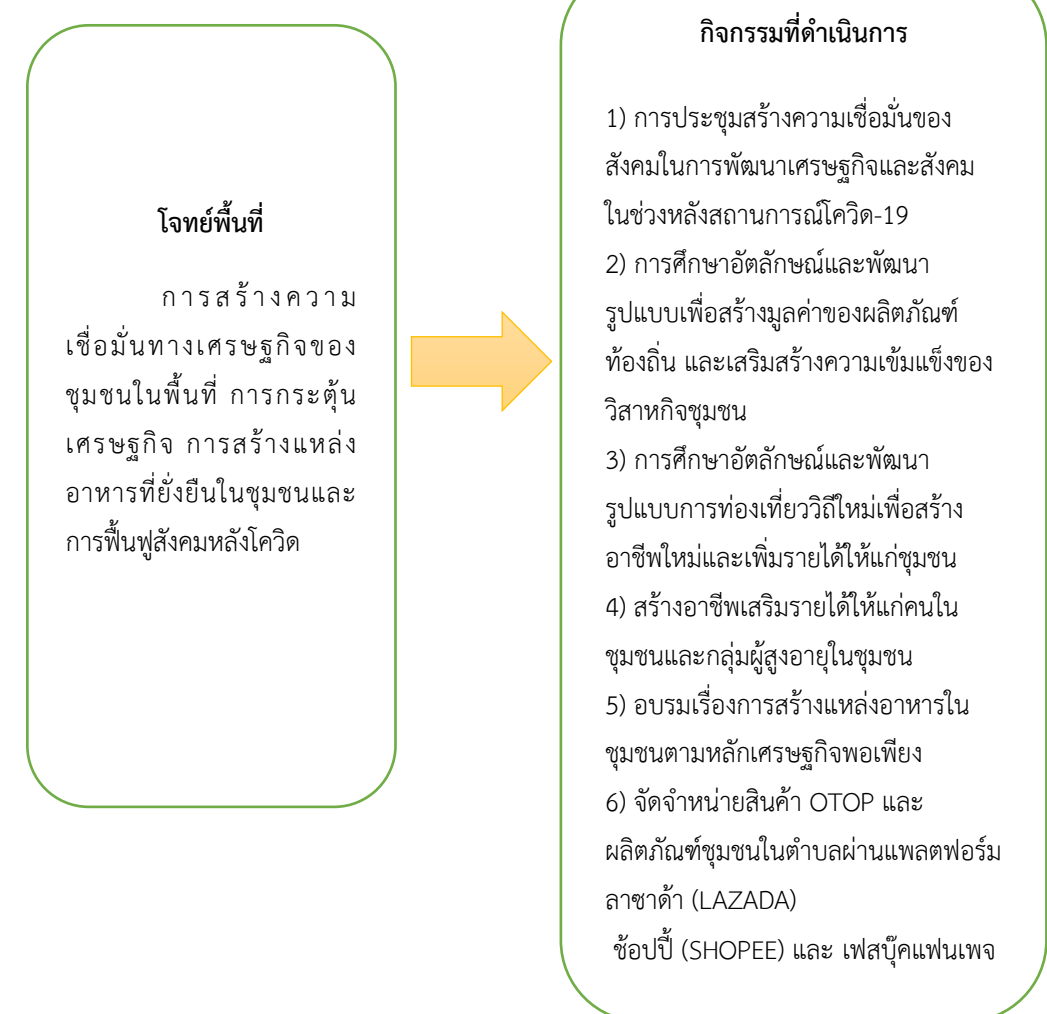 โจทย์พื้นที่
การสร้างความ
เชื่อมั่นทางเศรษฐกิจของ
ชุมชนในพื้นที่ การกระตุ้น
เศรษฐกิจ การสร้างแหล่ง
อาหารที่ยั่งยืนในชุมชนและ
การฟื้นฟูสังคมหลังโควิด
กิจกรรมที่ดำเนินการ
1) การประชุมสร้างความเชื่อมั่นของ
สังคมในการพัฒนาเศรษฐกิจและสังคม
ในช่วงหลังสถานการณ์โควิด-19
2) การศึกษาอัตลักษณ์และพัฒนา
รูปแบบเพื่อสร้างมูลค่าของผลิตภัณฑ์
ท้องถิ่น และเสริมสร้างความเข้มแข็งของ
วิสาหกิจชุมชน
3) การศึกษาอัตลักษณ์และพัฒนา
รูปแบบการท่องเที่ยววิถีใหม่เพื่อสร้าง
อาชีพใหม่และเพิ่มรายได้ให้แก่ชุมชน
4) สร้างอาชีพเสริมรายได้ให้แก่คนใน
ชุมชนและกลุ่มผู้สูงอายุในชุมชน
5) อบรมเรื่องการสร้างแหล่งอาหารใน
ชุมชนตามหลักเศรษฐกิจพอเพียง
6) จัดจำหน่ายสินค้า OTOP และ
ผลิตภัณฑ์ชุมชนในตำบลผ่านแพลตฟอร์ม
ลาซาด้า (LAZADA)
ช้อปปี้ (SHOPEE) และ เฟสบุ๊คแฟนเพจ